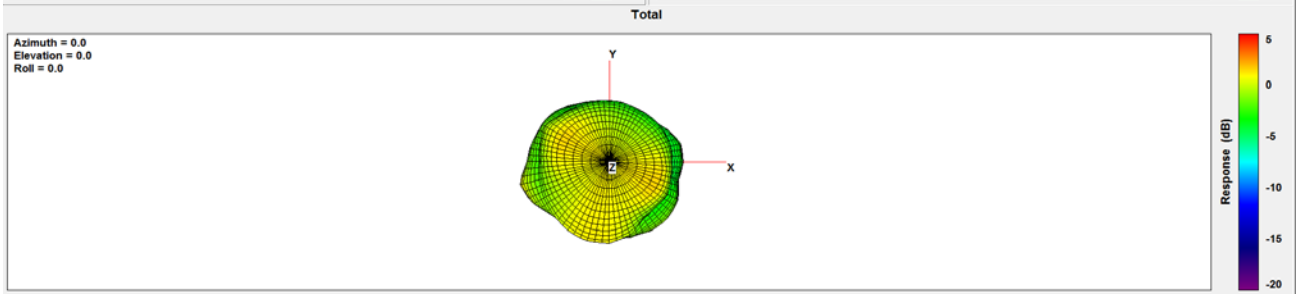 Total
Azimuth = 0.0
Elevation = 0.0
Roll = 0.0
Y
Z
X
Response (dB)
5
0
-5
-10
-15
-20